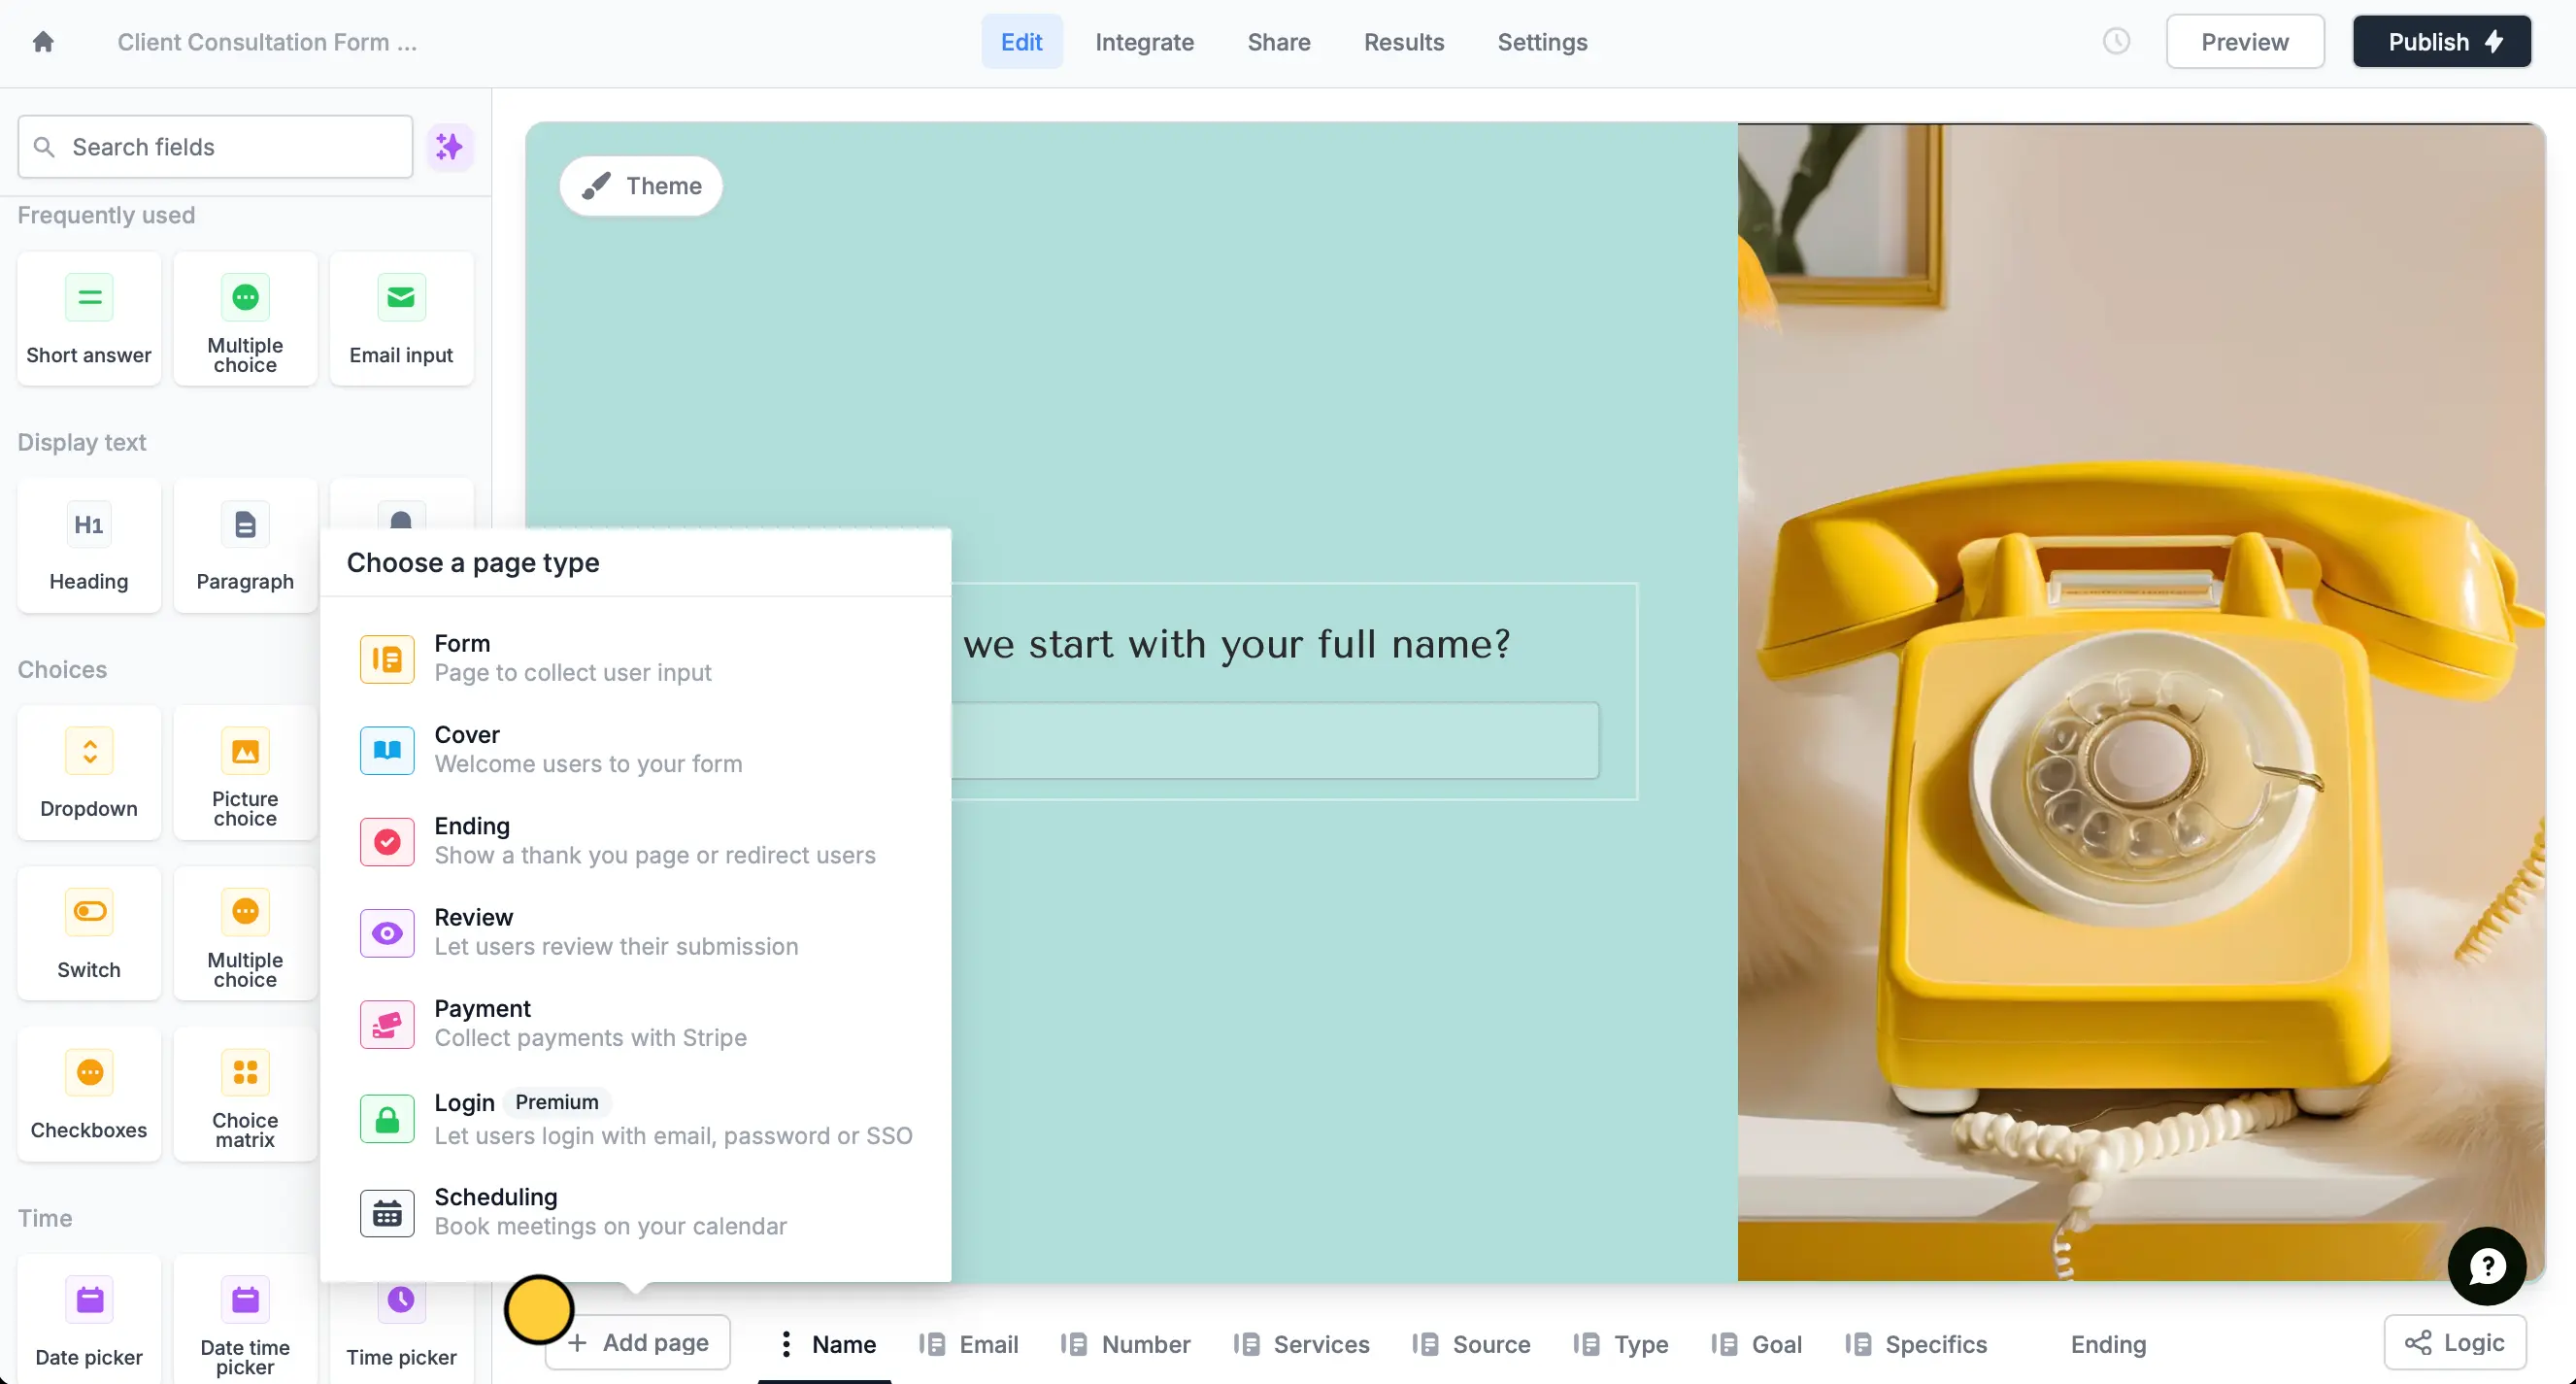 Client Consultation Form ...
Edit
Integrate
Share
Results
Settings
Preview
Publish
Search fields
Theme
Frequently used
Short answer
Multiple
choice
Email input
Display text
H1
Heading
Paragraph
Choices
Dropdown
Picture
choice
Switch
Multiple
choice
Checkboxes
Choice
matrix
Time
Date picker
Date time
picker
Time picker
Choose a page type
Form
Page to collect user input
Cover
Welcome users to your form
Ending
Show a thank you page or redirect users
Review
Let users review their submission
Payment
Collect payments with Stripe
Login Premium
Let users login with email, password or SSO
Scheduling
Book meetings on your calendar
we start with your full name?
+ Add page
Name
Email
Number
Services
Source
Type
Goal
Specifics
Ending
Logic
?